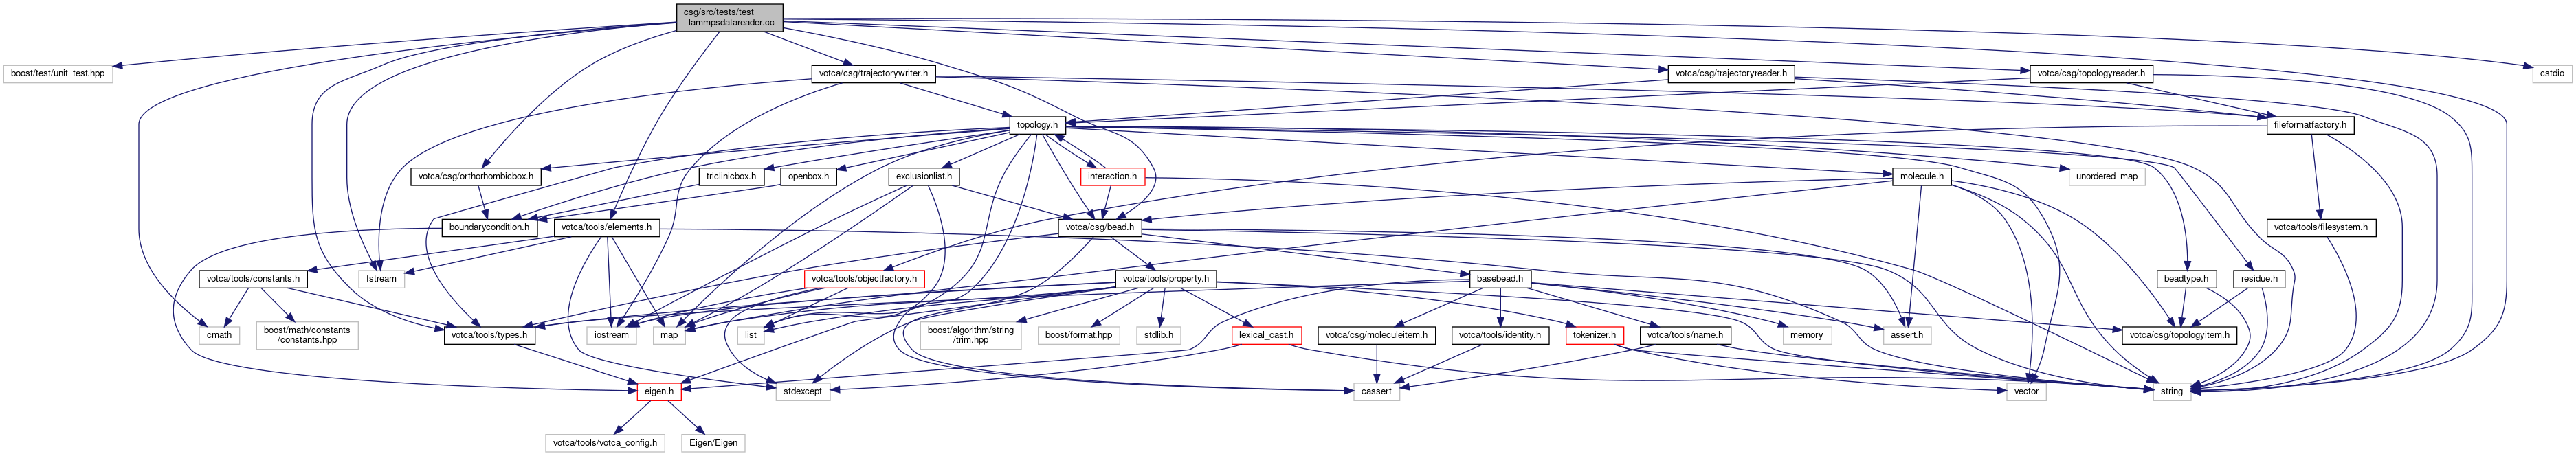 csg/src/tests/test
_lammpsdatareader.cc
boost/test/unit_test.hpp
votca/csg/trajectorywriter.h
votca/csg/trajectoryreader.h
votca/csg/topologyreader.h
cstdio
topology.h
fileformatfactory.h
votca/csg/orthorhombicbox.h
triclinicbox.h
openbox.h
exclusionlist.h
interaction.h
molecule.h
unordered_map
boundarycondition.h
votca/tools/elements.h
votca/csg/bead.h
votca/tools/filesystem.h
votca/tools/constants.h
fstream
votca/tools/objectfactory.h
votca/tools/property.h
basebead.h
beadtype.h
residue.h
cmath
boost/math/constants
/constants.hpp
votca/tools/types.h
iostream
map
list
boost/algorithm/string
/trim.hpp
boost/format.hpp
stdlib.h
lexical_cast.h
votca/csg/moleculeitem.h
votca/tools/identity.h
tokenizer.h
votca/tools/name.h
memory
assert.h
votca/csg/topologyitem.h
eigen.h
stdexcept
cassert
vector
string
votca/tools/votca_config.h
Eigen/Eigen